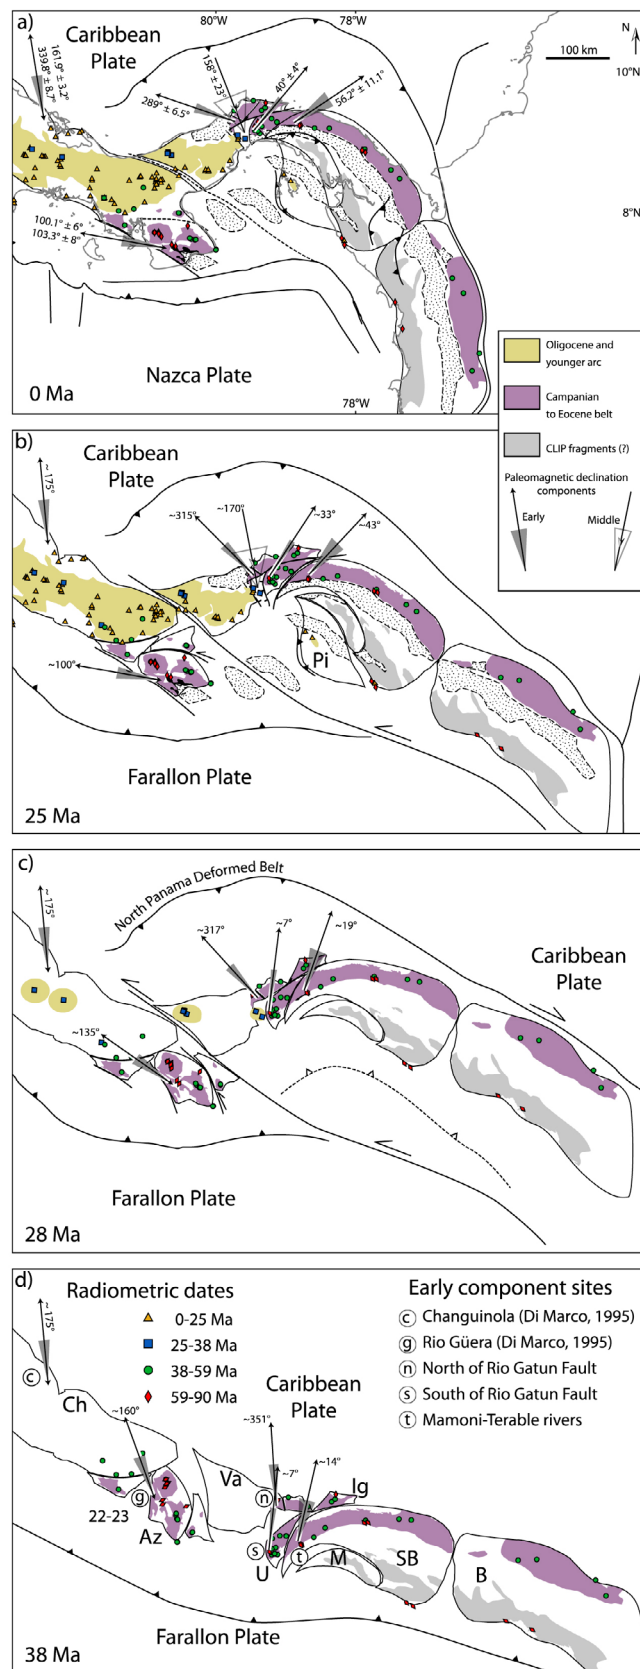 a)
80°W
78°W
Caribbean
Plate
N
100 km
10°N
161.9° ± 3.2°
339.8° ± 8.7°
158° ± 23°
40° ± 4°
56.2° ± 11.1°
289° ± 6.5°
8°N
100.1° ± 6°
103.3° ± 8°
Nazca Plate
0 Ma
78°W
Oligocene and
younger arc
Campanian
to Eocene belt
CLIP fragments (?)
Paleomagnetic declination
components
Early
Middle
b)
Caribbean
Plate
~175°
~315°
~170°
~33°
~43°
~100°
Pi
Farallon Plate
25 Ma
c)
North Panama Deformed Belt
~175°
~317°
~7°
~19°
Caribbean
Plate
~135°
Farallon Plate
28 Ma
d)
Radiometric dates
0-25 Ma
25-38 Ma
38-59 Ma
59-90 Ma
Early component sites
c Changuinola (Di Marco, 1995)
g Rio Güera (Di Marco, 1995)
n North of Rio Gatun Fault
s South of Rio Gatun Fault
t Mamoni-Terable rivers
~175°
c
Ch
Caribbean
Plate
~160°
~351°
~7°
~14°
Va
n
Ig
g
22-23
Az
s
U
t
M
SB
B
Farallon Plate
38 Ma